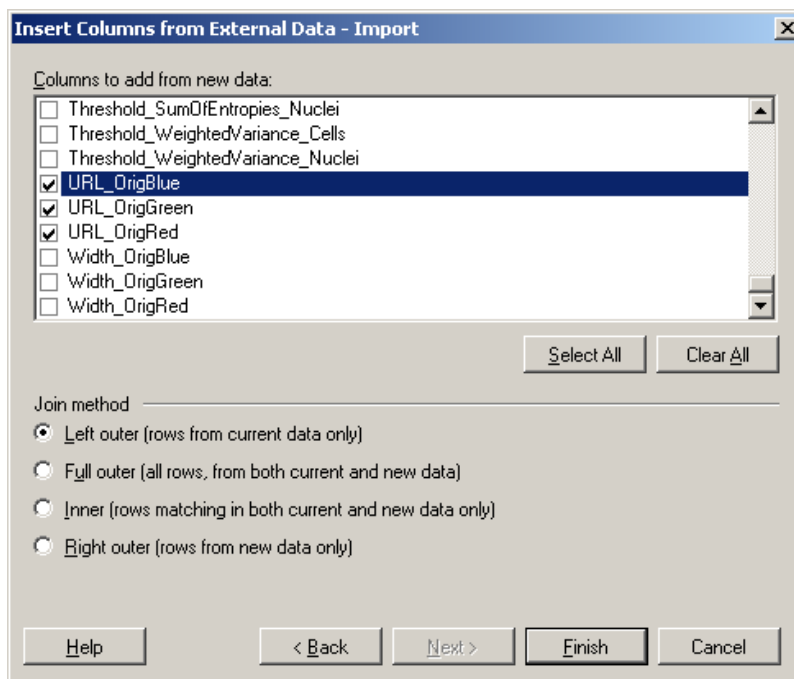 Insert Columns from External Data - Import
Columns to add from new data:
Threshold_SumOfEntropies_Nuclei
Threshold_WeightedVariance_Cells
Threshold_WeightedVariance_Nuclei
URL_OrigBlue
URL_OrigGreen
URL_OrigRed
Width_OrigBlue
Width_OrigGreen
Width_OrigRed
Select All Clear All
Join method
Left outer (rows from current data only)
Full outer (all rows, from both current and new data)
Inner (rows matching in both current and new data only)
Right outer (rows from new data only)
Help < Back Next > Finish Cancel